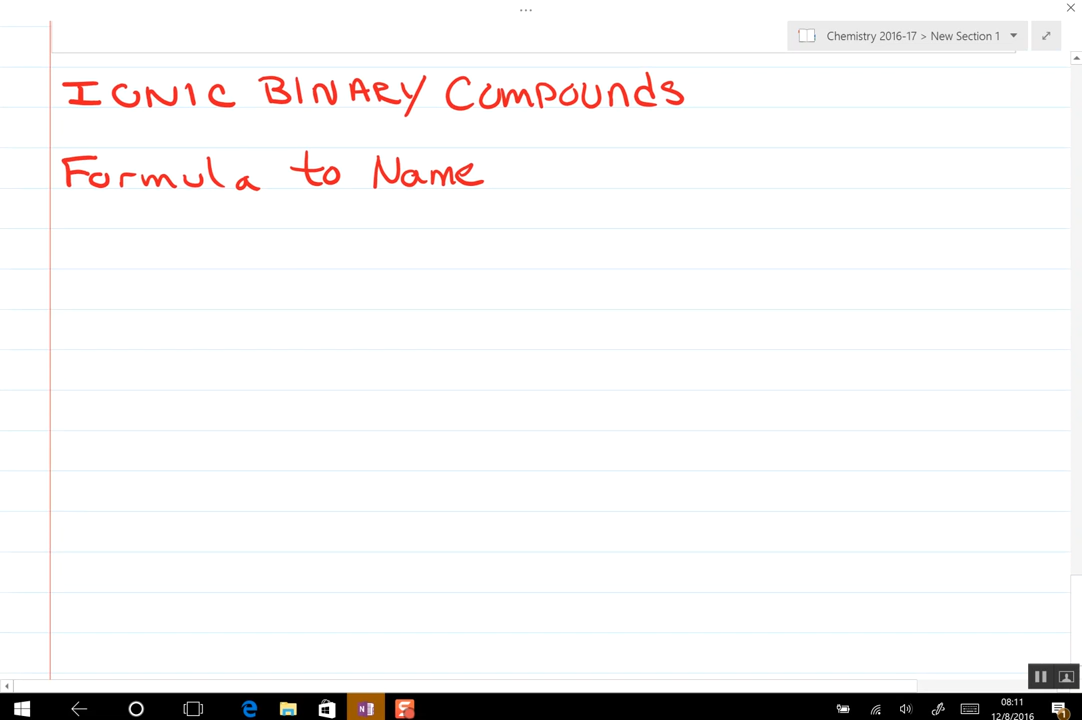 ...
Chemistry 2016-17 > New Section 1
IONIC BINARY Compounds
Formula to Name
08:11
12/8/2016